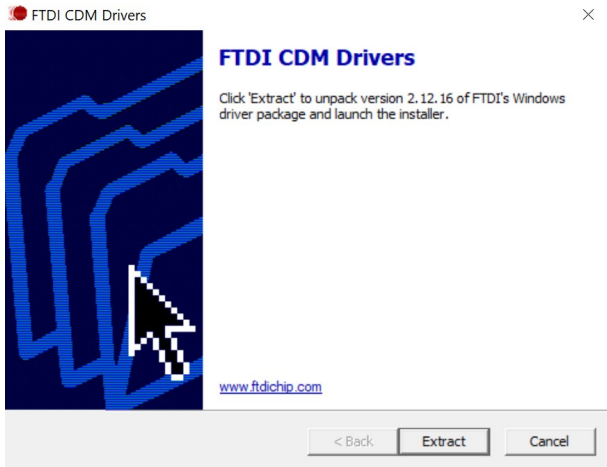 FTDI CDM Drivers
FTDI CDM Drivers
Click 'Extract' to unpack version 2.12.16 of FTDI's Windows
driver package and launch the installer.
www.ftdichip.com
< Back Extract Cancel